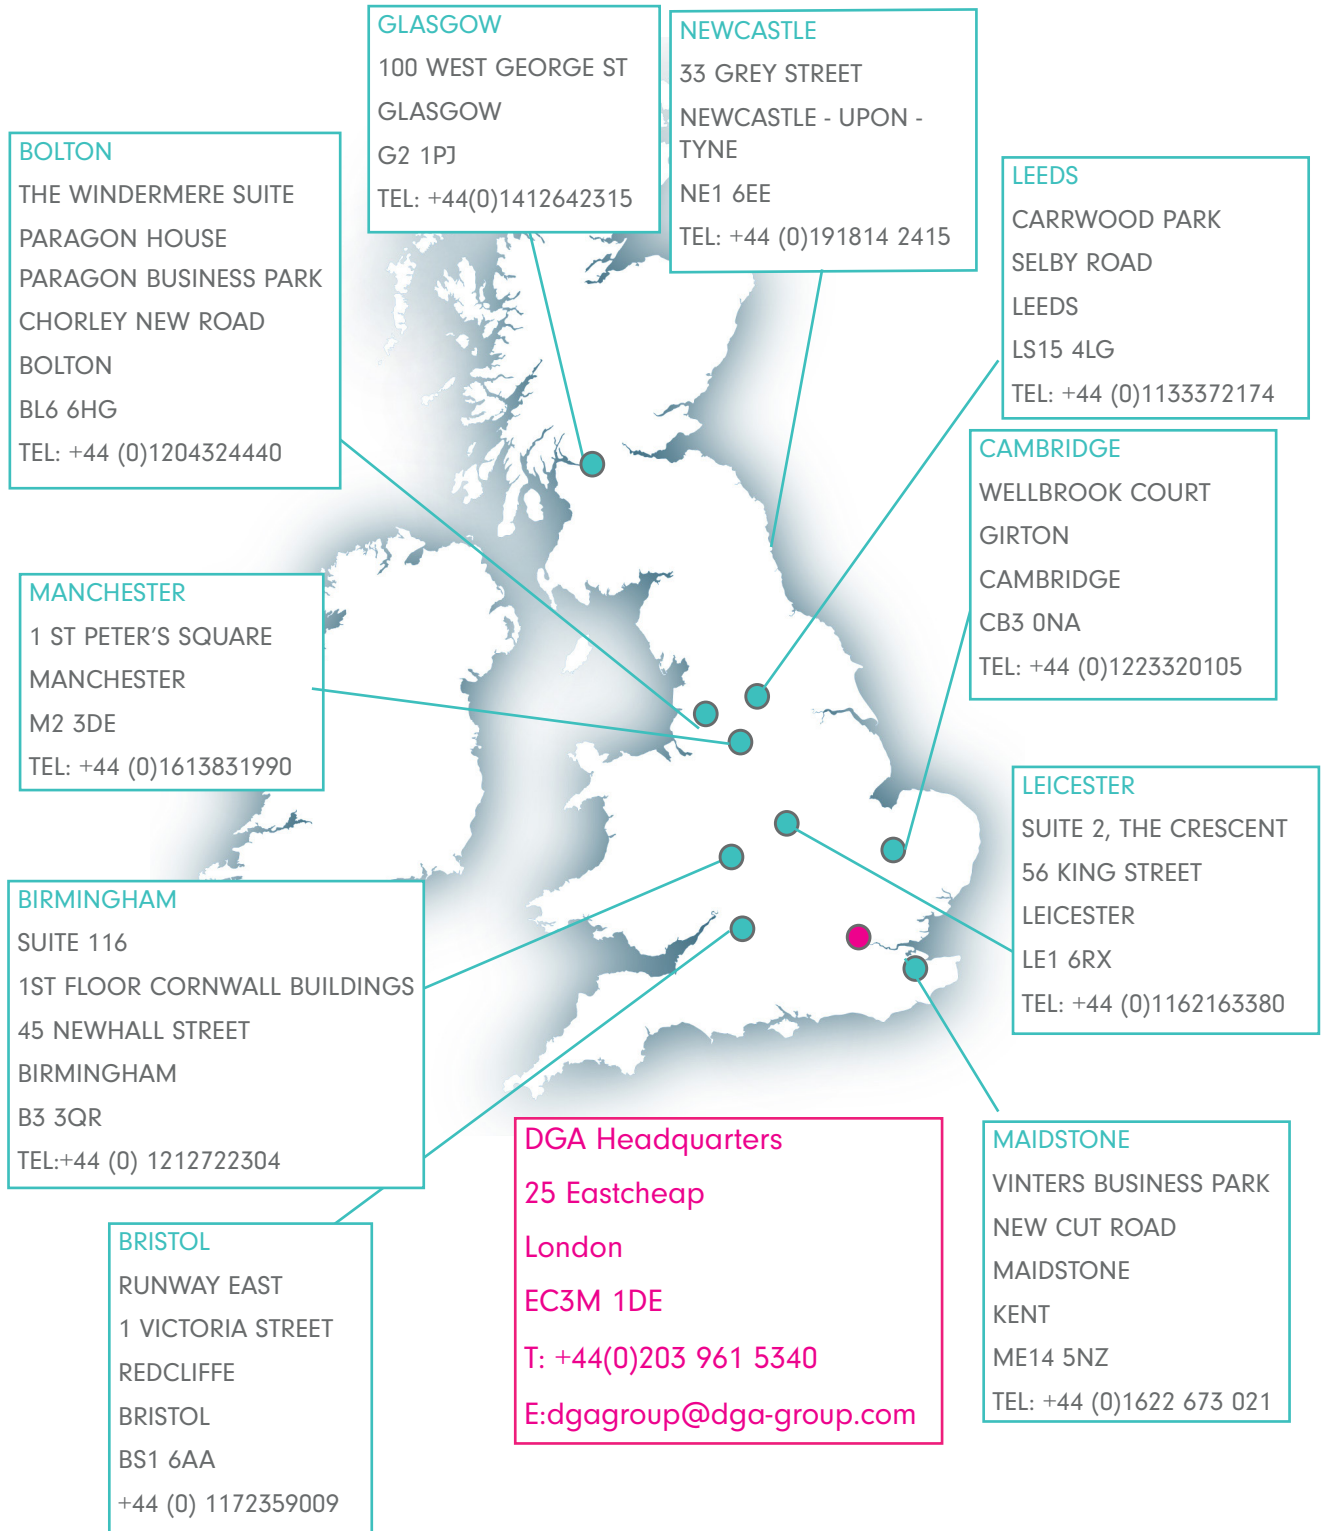 GLASGOW
100 WEST GEORGE ST
GLASGOW
G2 1PJ
TEL: +44(0)1412642315
NEWCASTLE
33 GREY STREET
NEWCASTLE - UPON -
TYNE
NE1 6EE
TEL: +44 (0)191814 2415
BOLTON
THE WINDERMERE SUITE
PARAGON HOUSE
PARAGON BUSINESS PARK
CHORLEY NEW ROAD
BOLTON
BL6 6HG
TEL: +44 (0)1204324440
LEEDS
CARRWOOD PARK
SELBY ROAD
LEEDS
LS15 4LG
TEL: +44 (0)1133372174
CAMBRIDGE
WELLBROOK COURT
GIRTON
CAMBRIDGE
CB3 0NA
TEL: +44 (0)1223320105
MANCHESTER
1 ST PETER’S SQUARE
MANCHESTER
M2 3DE
TEL: +44 (0)1613831990
LEICESTER
SUITE 2, THE CRESCENT
56 KING STREET
LEICESTER
LE1 6RX
TEL: +44 (0)1162163380
BIRMINGHAM
SUITE 116
1ST FLOOR CORNWALL BUILDINGS
45 NEWHALL STREET
BIRMINGHAM
B3 3QR
TEL:+44 (0) 1212722304
DGA Headquarters
25 Eastcheap
London
EC3M 1DE
T: +44(0)203 961 5340
E:dgagroup@dga-group.com
MAIDSTONE
VINTERS BUSINESS PARK
NEW CUT ROAD
MAIDSTONE
KENT
ME14 5NZ
TEL: +44 (0)1622 673 021
BRISTOL
RUNWAY EAST
1 VICTORIA STREET
REDCLIFFE
BRISTOL
BS1 6AA
+44 (0) 1172359009